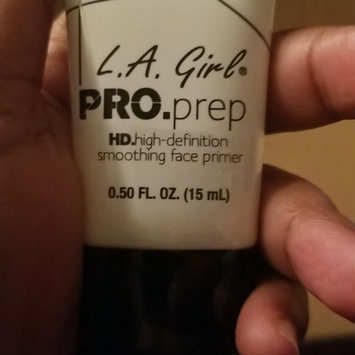 L.A. Girl®
PRO.prep
HD.high-definition
smoothing face primer
0.50 FL. OZ. (15 mL)